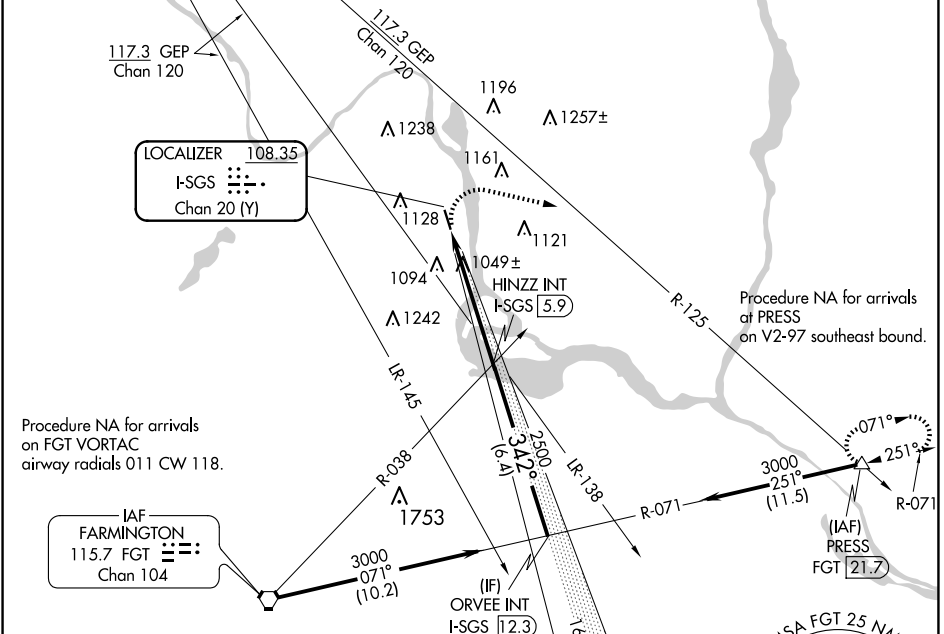 117.3 GEP
Chan 120
117.3 GEP
Chan 120
1196
1257±
1238
1161
LOCALIZER 108.35
I-SGS
Chan 20 (Y)
1128
1121
1094
1049±
HINZZ INT
I-SGS 5.9
1242
R-125
Procedure NA for arrivals
at PRESS
on V2-97 southeast bound.
LR-145
Procedure NA for arrivals
on FGT VORTAC
airway radials 011 CW 118.
R-038
342°
(6.4)
2500
LR-138
071°
251°
3000
251°
(11.5)
R-071
R-071
1753
IAF
FARMINGTON
115.7 FGT
Chan 104
(IAF)
PRESS
FGT 21.7
3000
071°
(10.2)
(IF)
ORVEE INT
I-SGS 12.3
FGT 25